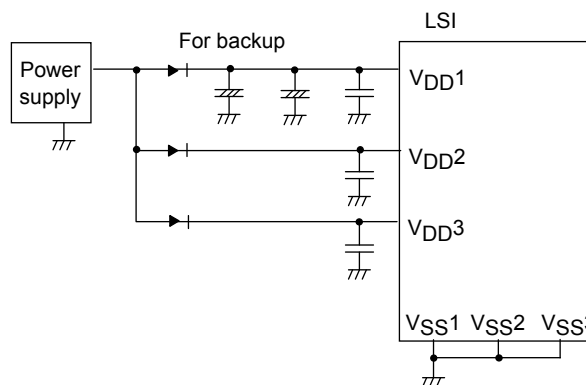 LSI
For backup
Power
supply
VDD1
VDD2
VDD3
VSS1 VSS2 VSS3